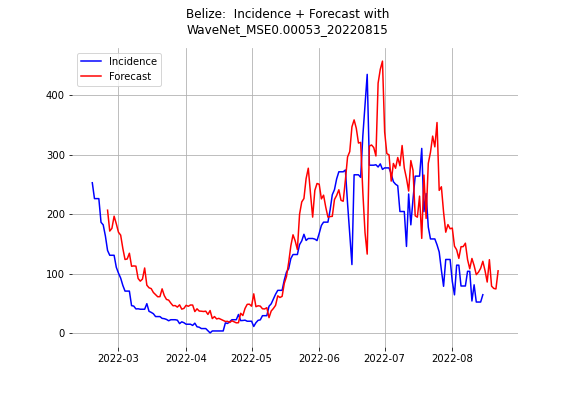 Belize:  Incidence + Forecast with
WaveNet_MSE0.00053_20220815
Incidence
Forecast
400
300
200
100
0
2022-03 2022-04 2022-05 2022-06 2022-07 2022-08